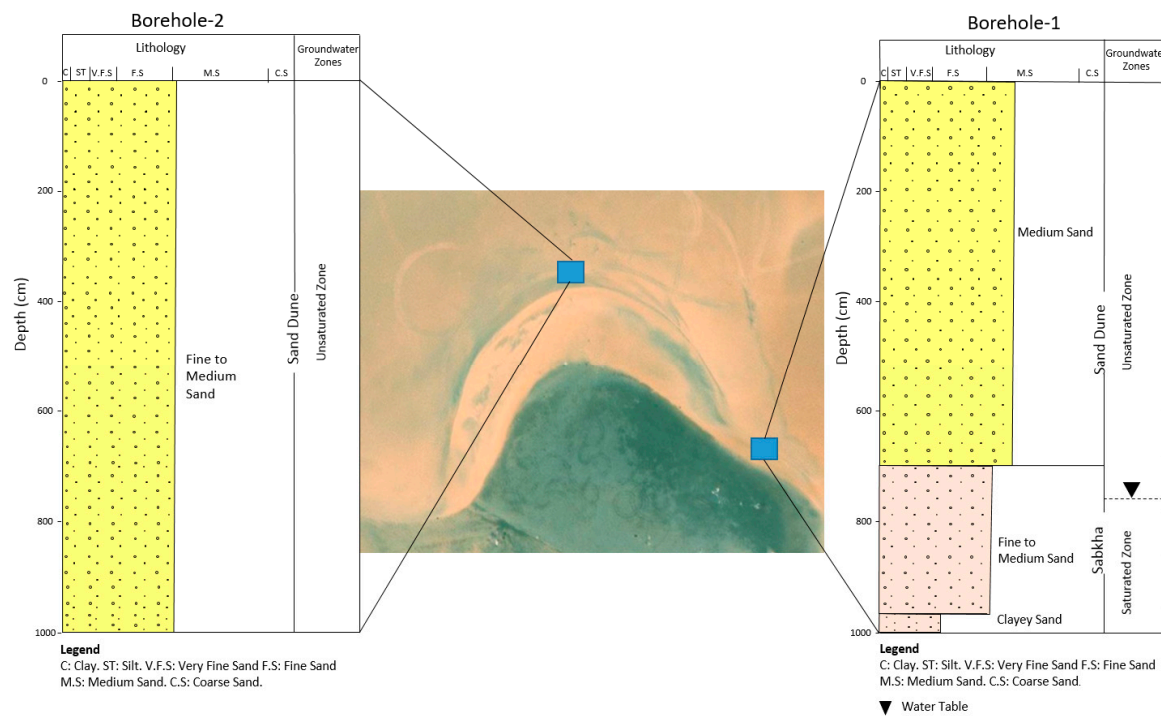 Borehole-2
Lithology
Groundwater
Zones
C ST V.F.S F.S M.S C.S
0
200
400
600
800
1000
Depth (cm)
Fine to
Medium
Sand
Sand Dune
Unsaturated Zone
Legend
C: Clay. ST: Silt. V.F.S: Very Fine Sand F.S: Fine Sand
M.S: Medium Sand. C.S: Coarse Sand.
Borehole-1
Lithology
Groundwater
Zones
C ST V.F.S F.S M.S C.S
0
200
400
600
800
1000
Depth (cm)
Medium Sand
Sand Dune
Unsaturated Zone
Fine to
Medium Sand
Sabkha
Saturated Zone
Clayey Sand
Legend
C: Clay. ST: Silt. V.F.S: Very Fine Sand F.S: Fine Sand
M.S: Medium Sand. C.S: Coarse Sand.
Water Table